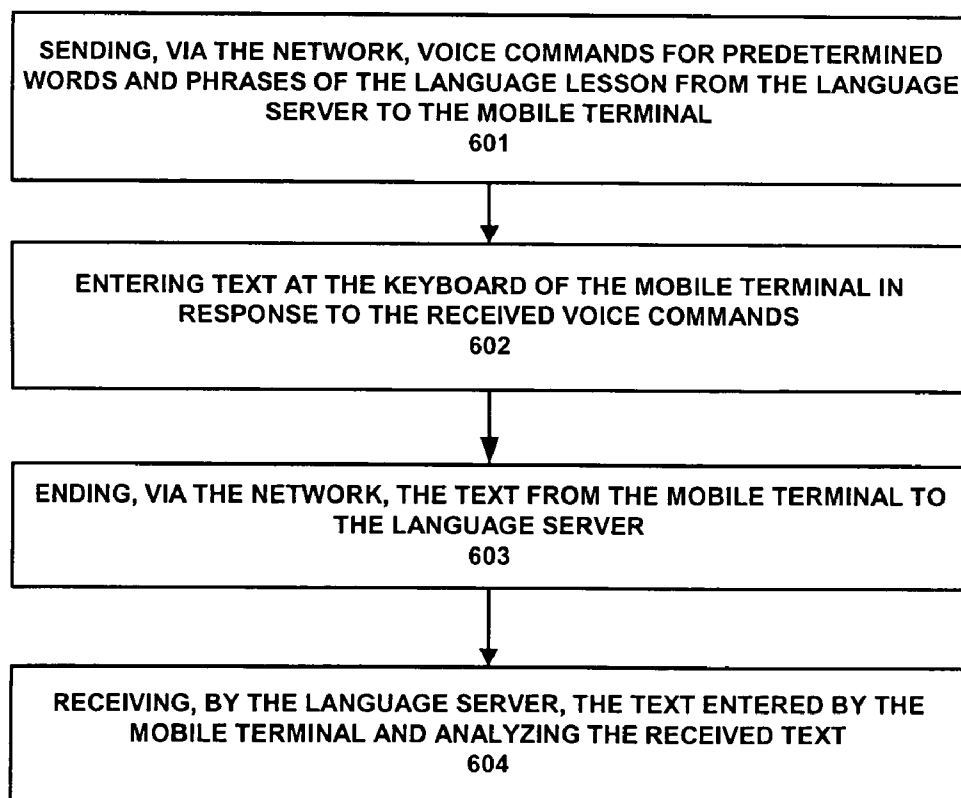 SENDING, VIA THE NETWORK, VOICE COMMANDS FOR PREDETERMINED
WORDS AND PHRASES OF THE LANGUAGE LESSON FROM THE LANGUAGE
SERVER TO THE MOBILE TERMINAL
601
ENTERING TEXT AT THE KEYBOARD OF THE MOBILE TERMINAL IN
RESPONSE TO THE RECEIVED VOICE COMMANDS
602
ENDING, VIA THE NETWORK, THE TEXT FROM THE MOBILE TERMINAL TO
THE LANGUAGE SERVER
603
RECEIVING, BY THE LANGUAGE SERVER, THE TEXT ENTERED BY THE
MOBILE TERMINAL AND ANALYZING THE RECEIVED TEXT
604